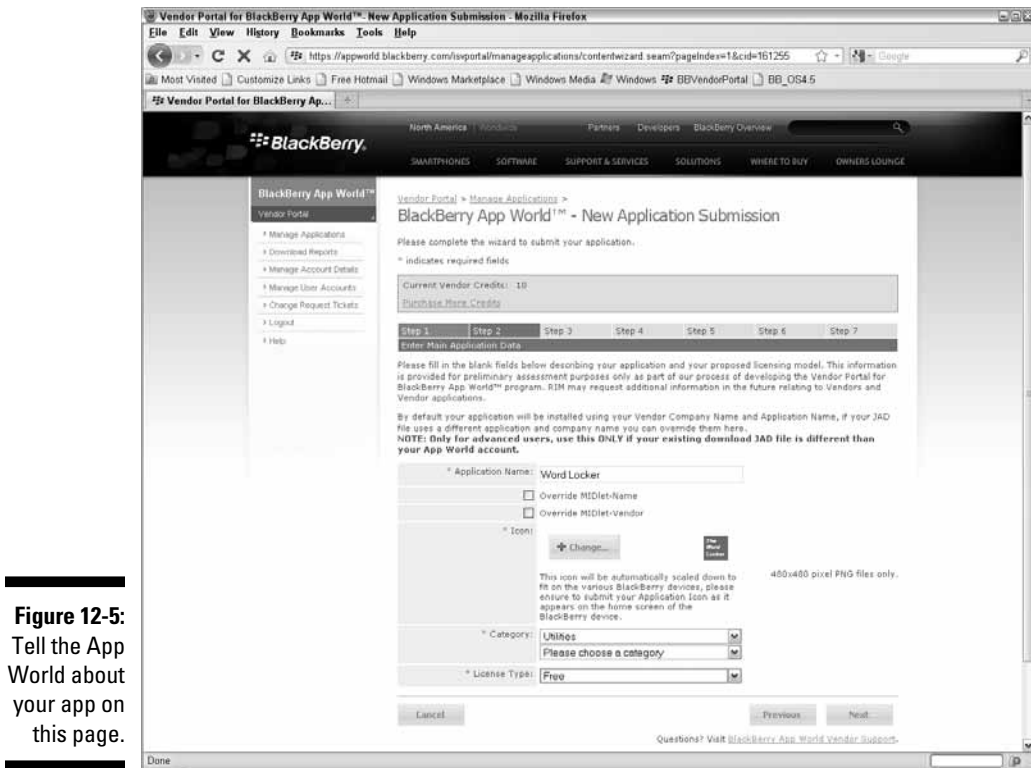 Vendor Portal for BlackBerry App World™- New Application Submission - Mozilla Firefox
File Edit View History Bookmarks Tools Help
https://appworld.blackberry.com/isvportal/manageapplications/contentwizard.seam?pageIndex=1&cid=161255
Google
Most Visited Customize Links Free Hotmail Windows Marketplace Windows Media Windows BBVendorPortal BB_OS4.5
Vendor Portal for BlackBerry Ap...
North America Worldwide Partners Developers BlackBerry Overview
BlackBerry.
SMARTPHONES SOFTWARE SUPPORT & SERVICES SOLUTIONS WHERE TO BUY OWNERS LOUNGE
BlackBerry App World™
Vendor Portal
Manage Applications
Download Reports
Manage Account Details
Manage User Accounts
Change Request Tickets
Logout
Help
Vendor Portal > Manage Applications >
BlackBerry App World™ - New Application Submission
Please complete the wizard to submit your application.
* indicates required fields
Current Vendor Credits: 10
Purchase More Credits
Step 1 Step 2 Step 3 Step 4 Step 5 Step 6 Step 7
Enter Main Application Data
Please fill in the blank fields below describing your application and your proposed licensing model. This information
is provided for preliminary assessment purposes only as part of our process of developing the Vendor Portal for
BlackBerry App World™ program. RIM may request additional information in the future relating to Vendors and
Vendor applications.
By default your application will be installed using your Vendor Company Name and Application Name, if your JAD
file uses a different application and company name you can override them here.
NOTE: Only for advanced users, use this ONLY if your existing download JAD file is different than
your App World account.
* Application Name: Word Locker
Override MIDlet-Name
Override MIDlet-Vendor
* Icon:
Change...
The
Word
Locker
480x480 pixel PNG files only.
This icon will be automatically scaled down to
fit on the various BlackBerry devices, please
ensure to submit your Application Icon as it
appears on the home screen of the
BlackBerry device.
* Category: Utilities
Please choose a category
* License Type: Free
Cancel Previous Next
Questions? Visit BlackBerry App World Vendor Support.
Done
Figure 12-5:
Tell the App
World about
your app on
this page.